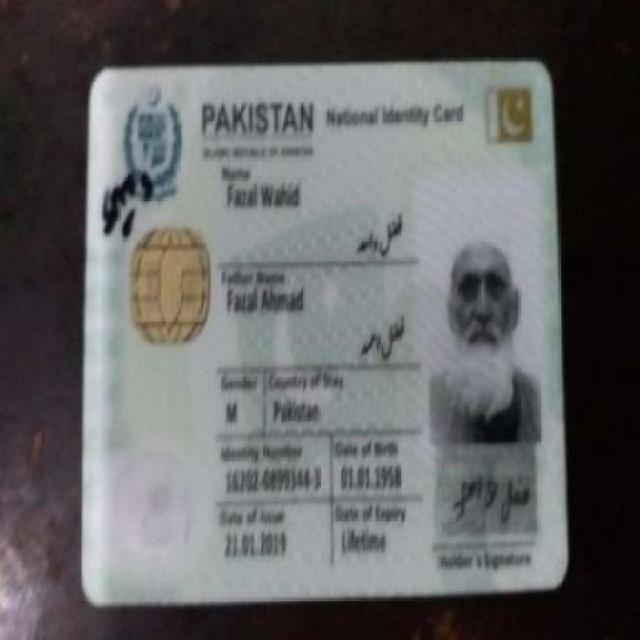 PAKISTAN National Identity Card
ISLAMIC REPUBLIC OF PAKISTAN
Name
Fazal Wahid
فضل واحد
Father Name
Fazal Ahmad
فضل احمد
Gender Country of Stay
M Pakistan
Identity Number Date of Birth
16202-0899344-3 01.01.1958
Date of Issue Date of Expiry
21.01.2019 Lifetime
Holder's Signature